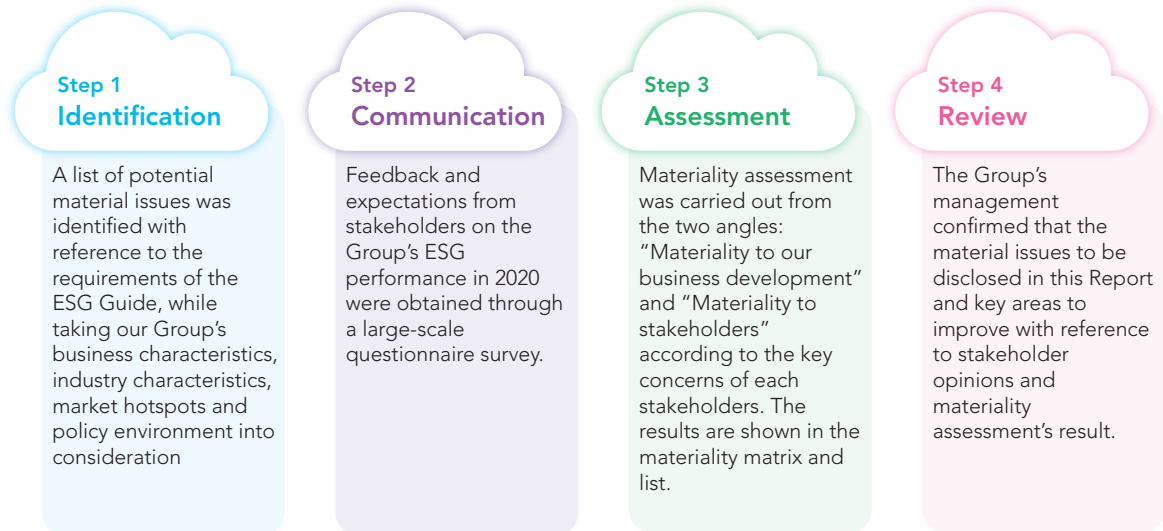 Step 1
Identification
A list of potential
material issues was
identified with
reference to the
requirements of the
ESG Guide, while
taking our Group's
business characteristics,
industry characteristics,
market hotspots and
policy environment into
consideration
Step 2
Communication
Feedback and
expectations from
stakeholders on the
Group's ESG
performance in 2020
were obtained through
a large-scale
questionnaire survey.
Step 3
Assessment
Materiality assessment
was carried out from
the two angles:
“Materiality to our
business development”
and “Materiality to
stakeholders”
according to the key
concerns of each
stakeholders. The
results are shown in the
materiality matrix and
list.
Step 4
Review
The Group's
management
confirmed that the
material issues to be
disclosed in this Report
and key areas to
improve with reference
to stakeholder
opinions and
materiality
assessment's result.